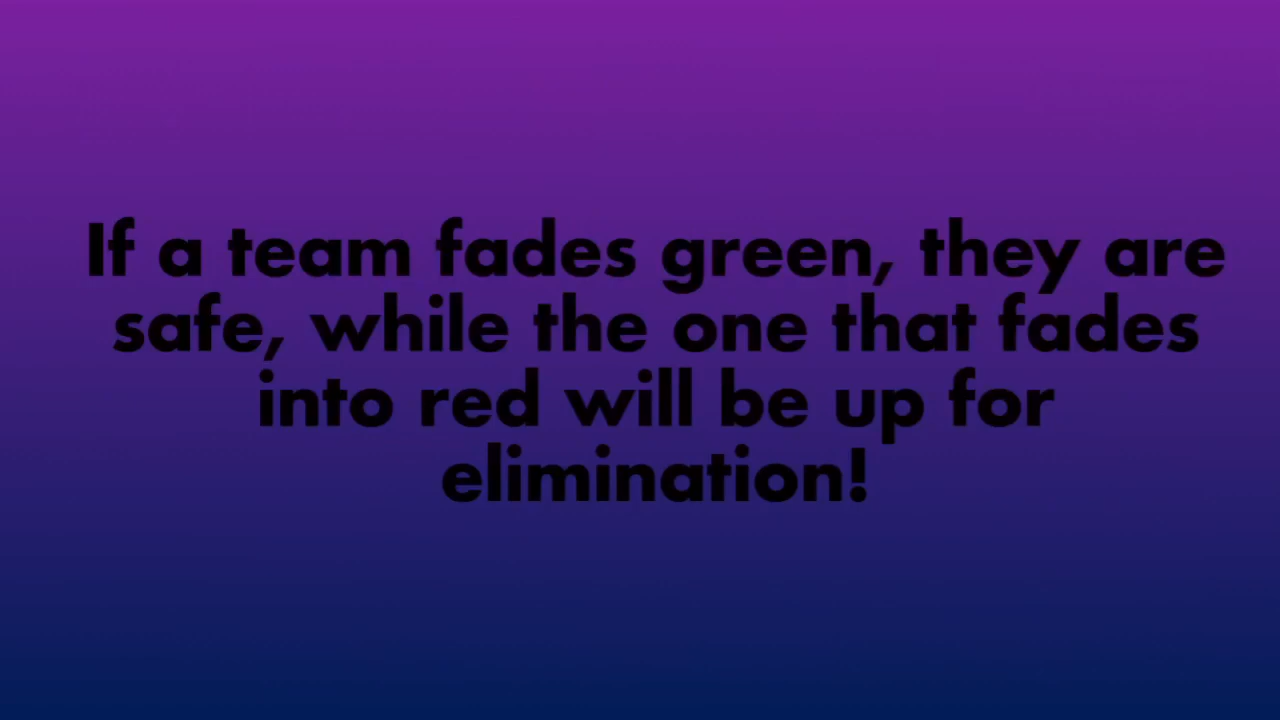 If a team fades green, they are
safe, while the one that fades
into red will be up for
elimination!